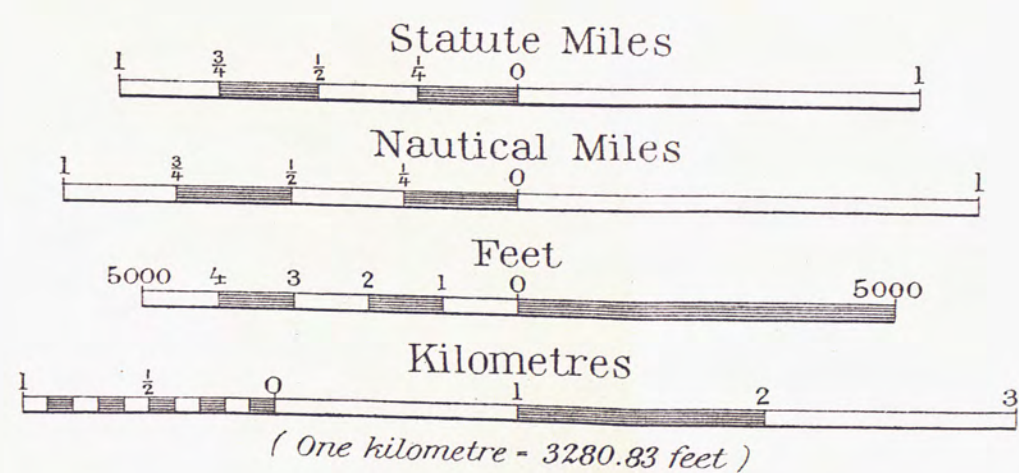 Statute Miles
1 ¾ ½ ¼ 0 1
Nautical Miles
1 ¾ ½ ¼ 0 1
Feet
5000 4 3 2 1 0 5000
Kilometres
1 ½ 0 1 2 3
( One kilometre = 3280.83 feet )